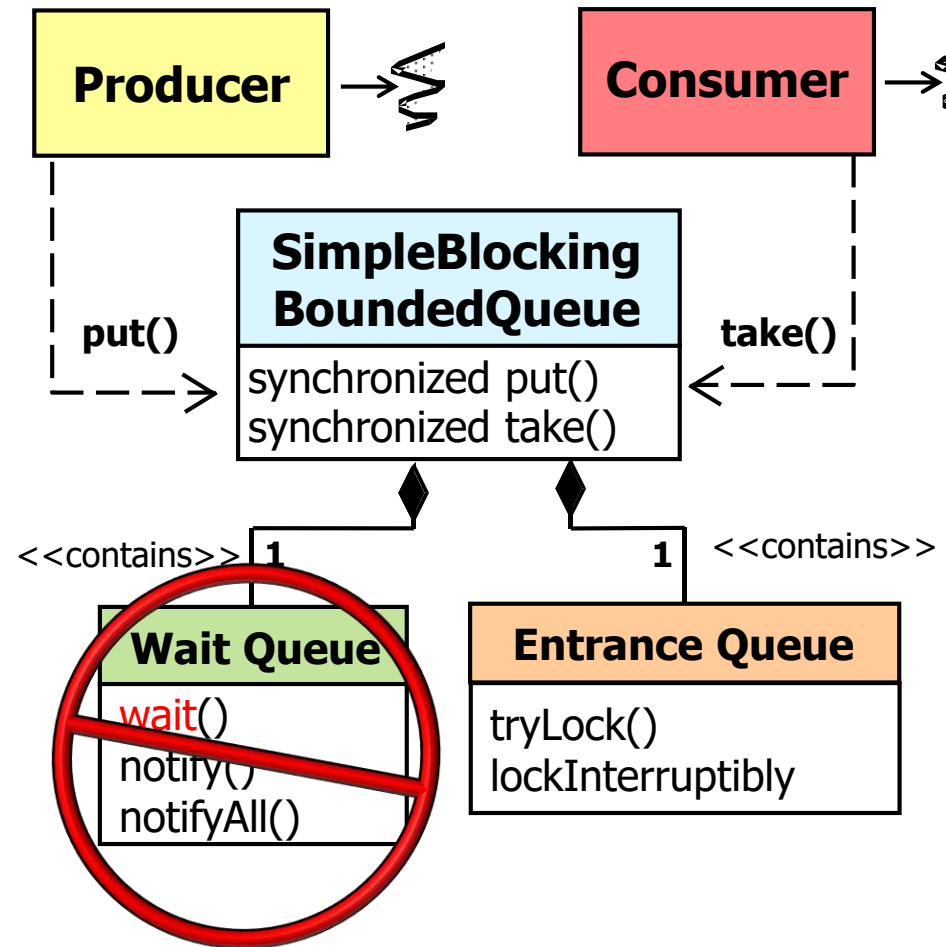 Producer
Consumer
SimpleBlocking
BoundedQueue
put()
take()
synchronized put()
synchronized take()
<<contains>>
1
1
<<contains>>
Wait Queue
Entrance Queue
wait()
notify()
notifyAll()
tryLock()
lockInterruptibly